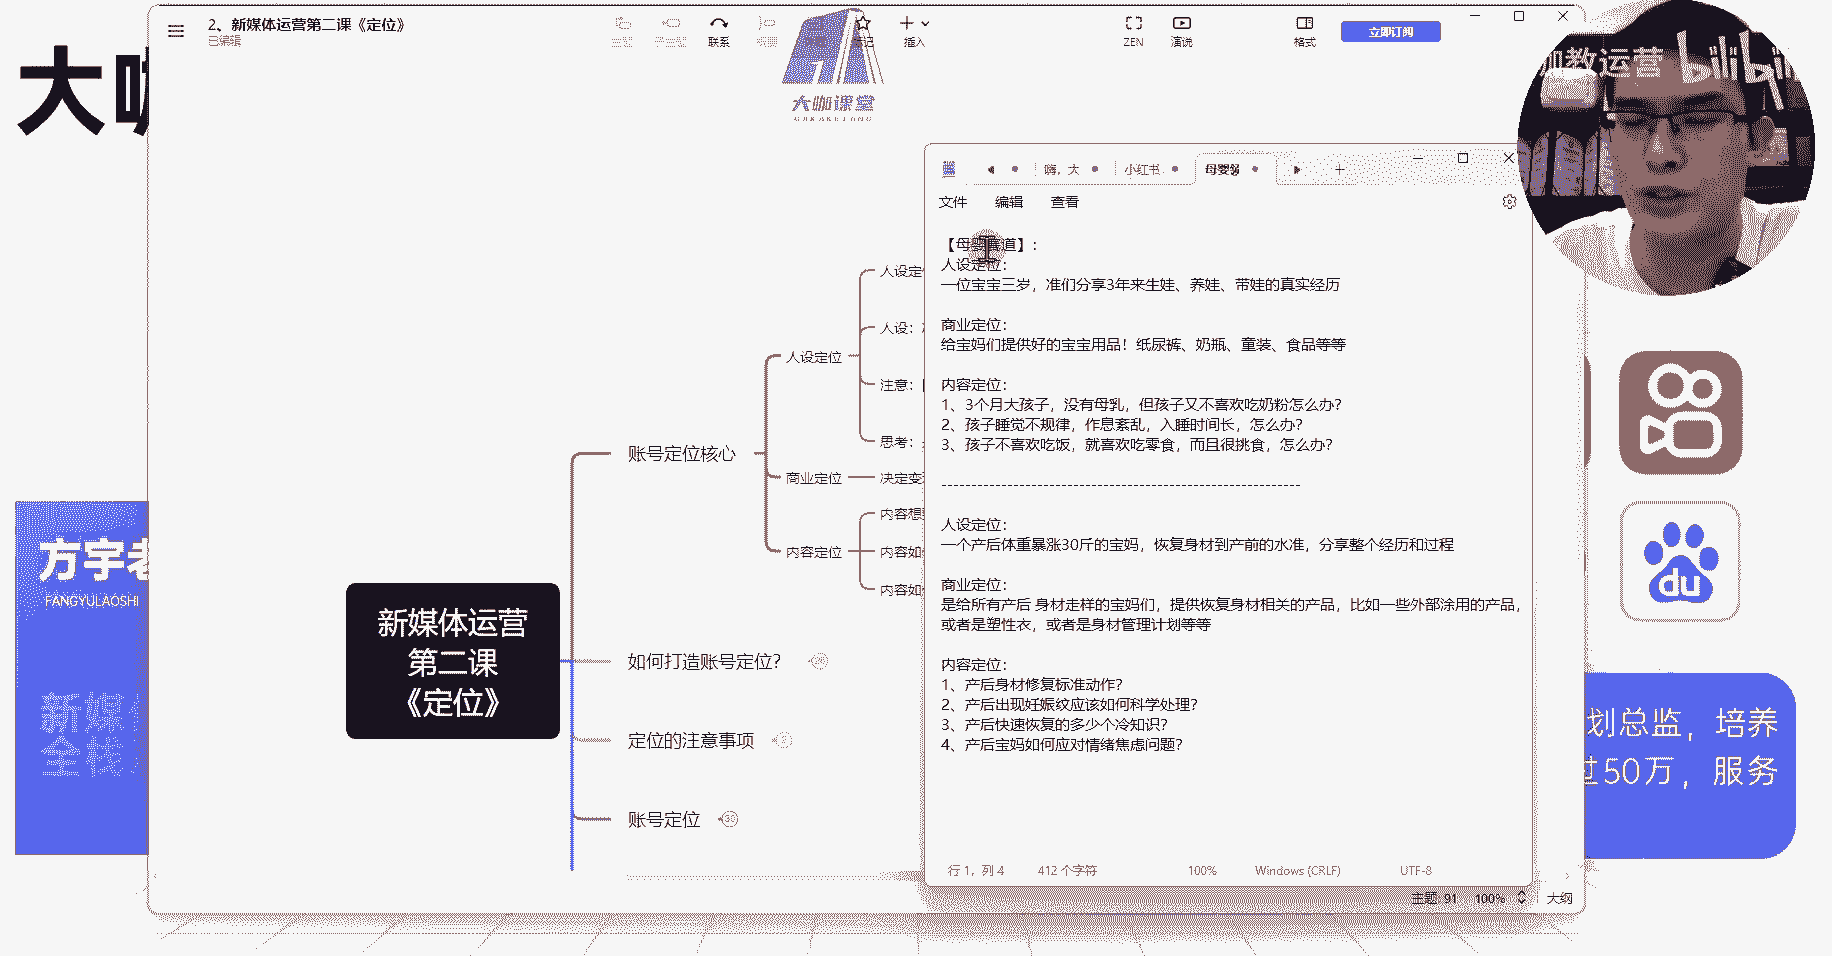 2、新媒体运营第二课《定位》
已编辑
联系
插入
ZEN
演说
格式
立即订阅
大咖课堂
咖教运营 bilibili
大咖
嗨，大
小红书
文件 编辑 查看
【母婴赛道】：
人设定位：
一位宝宝三岁，准们分享3年来生娃、养娃、带娃的真实经历
商业定位：
给宝妈们提供好的宝宝用品！纸尿裤、奶瓶、童装、食品等等
内容定位：
1、3个月大孩子，没有母乳，但孩子又不喜欢吃奶粉怎么办？
2、孩子睡觉不规律，作息紊乱，入睡时间长，怎么办？
3、孩子不喜欢吃饭，就喜欢吃零食，而且很挑食，怎么办？
------------------------------------------------------------
人设定位：
一个产后体重暴涨30斤的宝妈，恢复身材到产前的水准，分享整个经历和过程
商业定位：
是给所有产后 身材走样的宝妈们，提供恢复身材相关的产品，比如一些外部涂用的产品，
或者是塑性衣，或者是身材管理计划等等
内容定位：
1、产后身材修复标准动作？
2、产后出现妊娠纹应该如何科学处理？
3、产后快速恢复的多少个冷知识？
4、产后宝妈如何应对情绪焦虑问题？
行 1，列 4
412 个字符
100%
Windows (CRLF)
UTF-8
人设定
人设：
注意：
思考：
人设定位
商业定位
决定变
内容想
内容定位
内容如
内容如
账号定位核心
新媒体运营
第二课
《定位》
如何打造账号定位？
定位的注意事项
账号定位
主题 91
100%
大纲
方宇老
FANGYULAOSHI
新媒
全栈
du
划总监，培养
过50万，服务